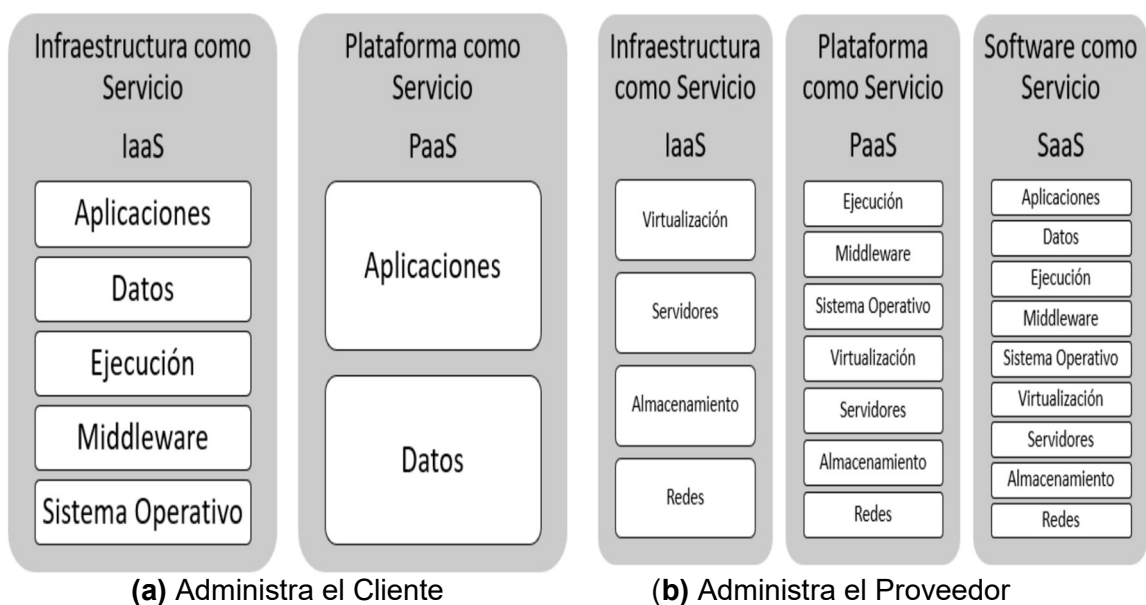 Infraestructura como
Servicio
IaaS
Aplicaciones
Datos
Ejecución
Middleware
Sistema Operativo
Plataforma como
Servicio
PaaS
Aplicaciones
Datos
(a) Administra el Cliente
Infraestructura
como Servicio
IaaS
Virtualización
Servidores
Almacenamiento
Redes
Plataforma
como Servicio
PaaS
Ejecución
Middleware
Sistema Operativo
Virtualización
Servidores
Almacenamiento
Redes
Software como
Servicio
SaaS
Aplicaciones
Datos
Ejecución
Middleware
Sistema Operativo
Virtualización
Servidores
Almacenamiento
Redes
(b) Administra el Proveedor